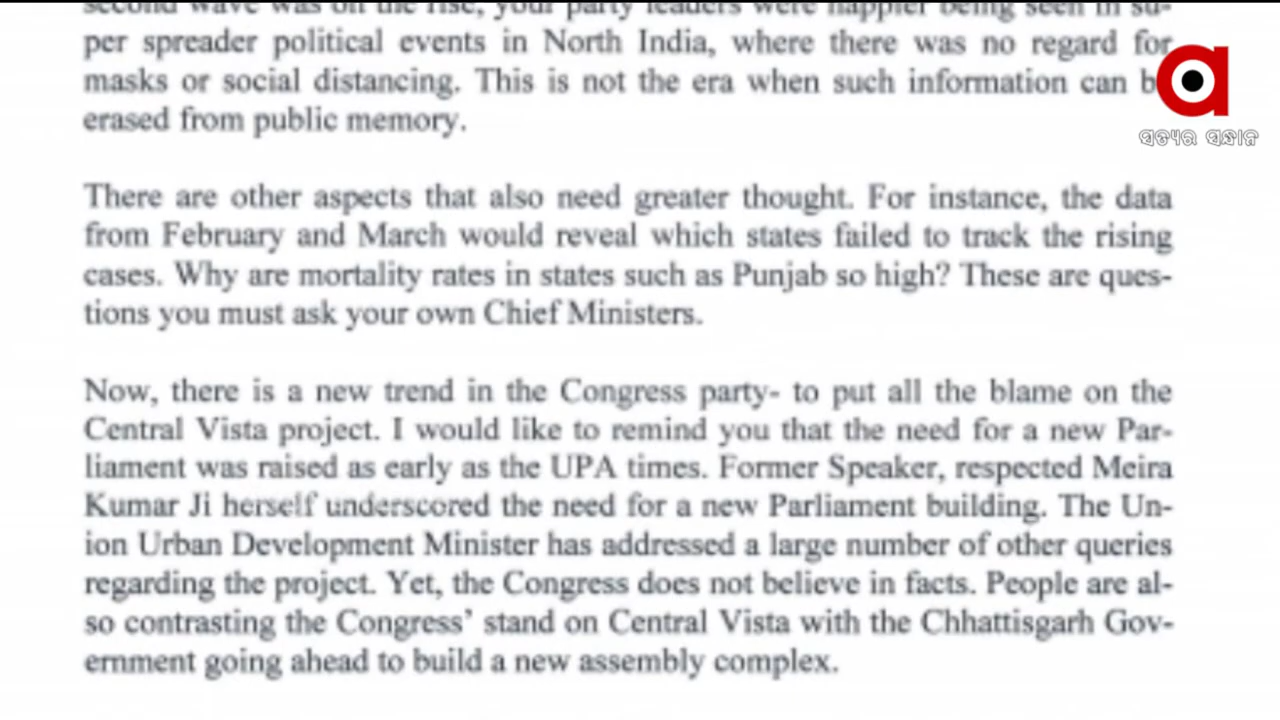 second wave was on the rise, your party leaders were happier being seen in su-
per spreader political events in North India, where there was no regard for
masks or social distancing. This is not the era when such information can b
erased from public memory.
There are other aspects that also need greater thought. For instance, the data
from February and March would reveal which states failed to track the rising
cases. Why are mortality rates in states such as Punjab so high? These are ques-
tions you must ask your own Chief Ministers.
Now, there is a new trend in the Congress party- to put all the blame on the
Central Vista project. I would like to remind you that the need for a new Par-
liament was raised as early as the UPA times. Former Speaker, respected Meira
Kumar Ji herself underscored the need for a new Parliament building. The Un-
ion Urban Development Minister has addressed a large number of other queries
regarding the project. Yet, the Congress does not believe in facts. People are al-
so contrasting the Congress’ stand on Central Vista with the Chhattisgarh Gov-
ernment going ahead to build a new assembly complex.
a
ସତ୍ୟର ସନ୍ଧାନ